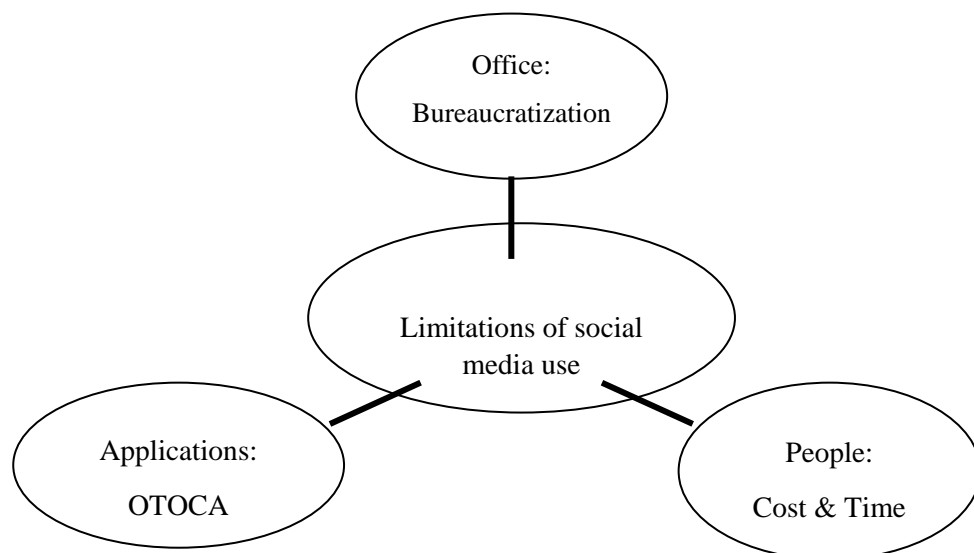 Office:
Bureaucratization
Limitations of social
media use
Applications:
OTOCA
People:
Cost & Time